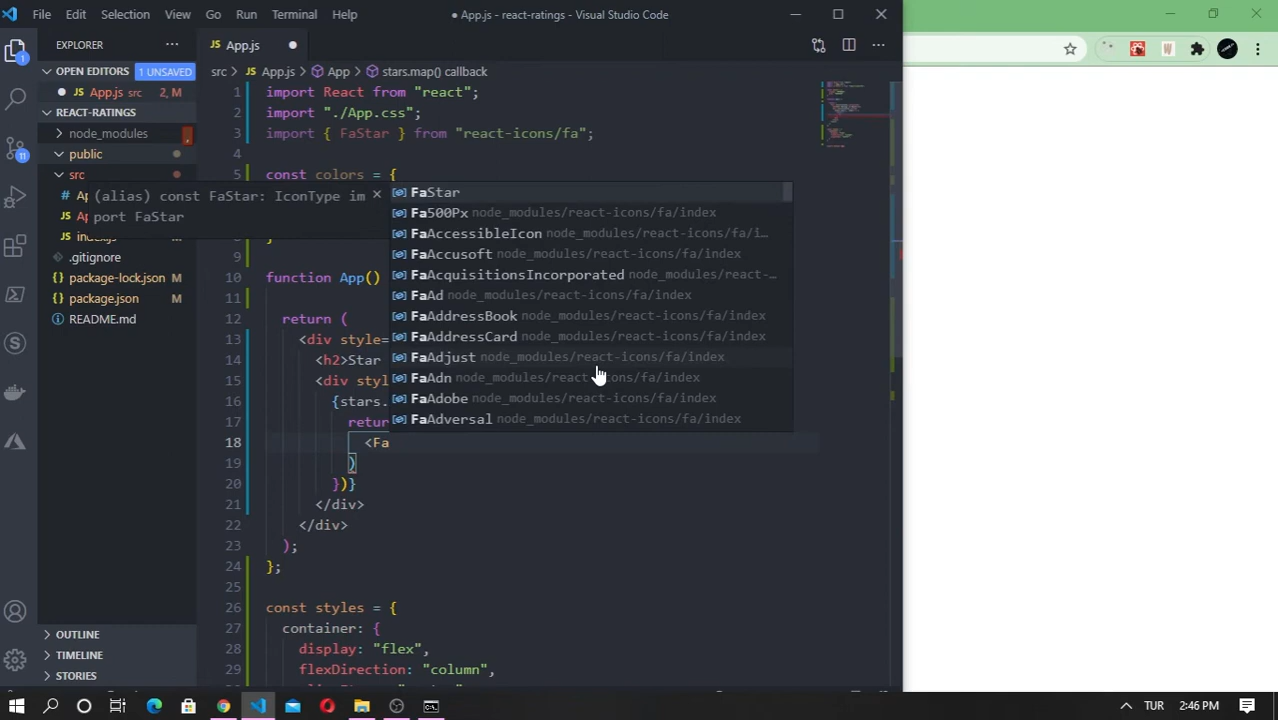 File Edit Selection View Go Run Terminal Help
● App.js - react-ratings - Visual Studio Code
EXPLORER
OPEN EDITORS 1 UNSAVED
App.js src 2, M
REACT-RATINGS
node_modules
public
src
index.js
.gitignore
package-lock.json M
package.json M
README.md
OUTLINE
TIMELINE
STORIES
App.js
src > JS App.js > App > stars.map() callback
1 import React from "react";
2 import "./App.css";
3 import { FaStar } from "react-icons/fa";
4
5 const colors = {
(alias) const FaStar: IconType im
port FaStar
FaStar
Fa500Px node_modules/react-icons/fa/index
FaAccessibleIcon node_modules/react-icons/fa/i…
FaAccusoft node_modules/react-icons/fa/index
FaAcquisitionsIncorporated node_modules/react-…
FaAd node_modules/react-icons/fa/index
FaAddressBook node_modules/react-icons/fa/index
FaAddressCard node_modules/react-icons/fa/index
FaAdjust node_modules/react-icons/fa/index
FaAdn node_modules/react-icons/fa/index
FaAdobe node_modules/react-icons/fa/index
FaAdversal node_modules/react-icons/fa/index
9
10 function App()
11
12 return (
13 <div style=
14 <h2>Star
15 <div styl
16 {stars.
17 retur
18 <Fa
19 )
20 })}
21 </div>
22 </div>
23 );
24 };
25
26 const styles = {
27 container: {
28 display: "flex",
29 flexDirection: "column",
TUR 2:46 PM